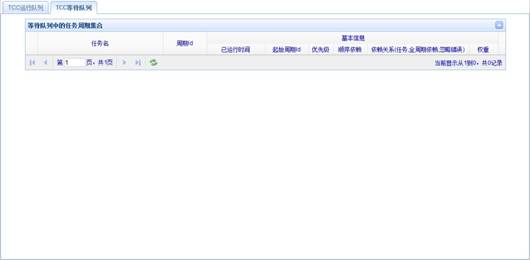 TCC运行队列 TCC等待队列
等待队列中的任务周期集合
任务名 周期Id 基本信息
已运行时间 起始周期Id 优先级 顺序依赖 依赖关系(任务,全周期依赖,忽略错误) 权重
第 1 页，共1页 当前显示从1到0，共0记录